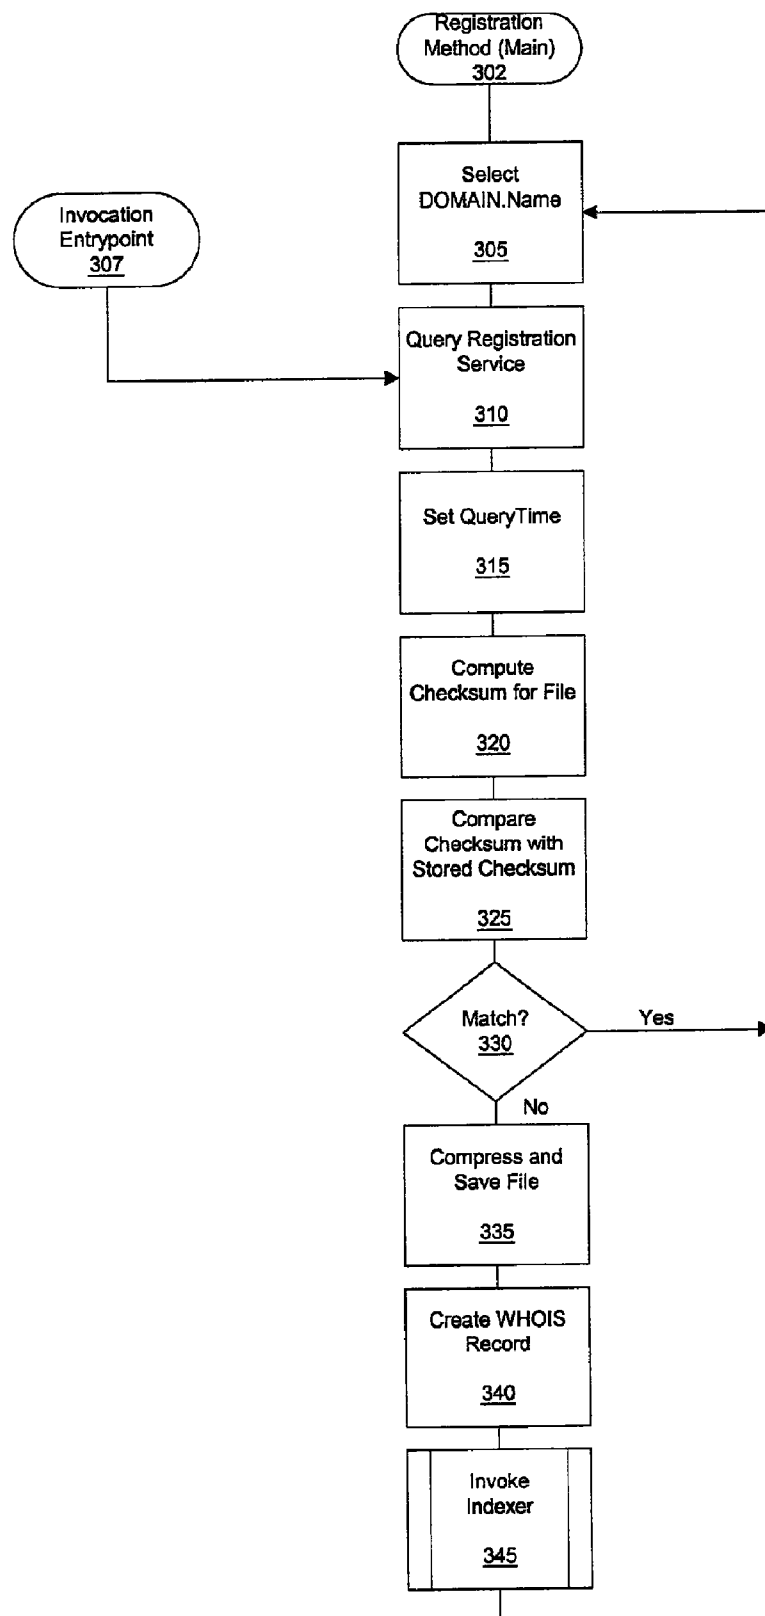 Registration
Method (Main)
302
Select
DOMAIN.Name
305
Invocation
Entrypoint
307
Query Registration
Service
310
Set QueryTime
315
Compute
Checksum for File
320
Compare
Checksum with
Stored Checksum
325
Match?
330
Yes
No
Compress and
Save File
335
Create WHOIS
Record
340
Invoke
Indexer
345